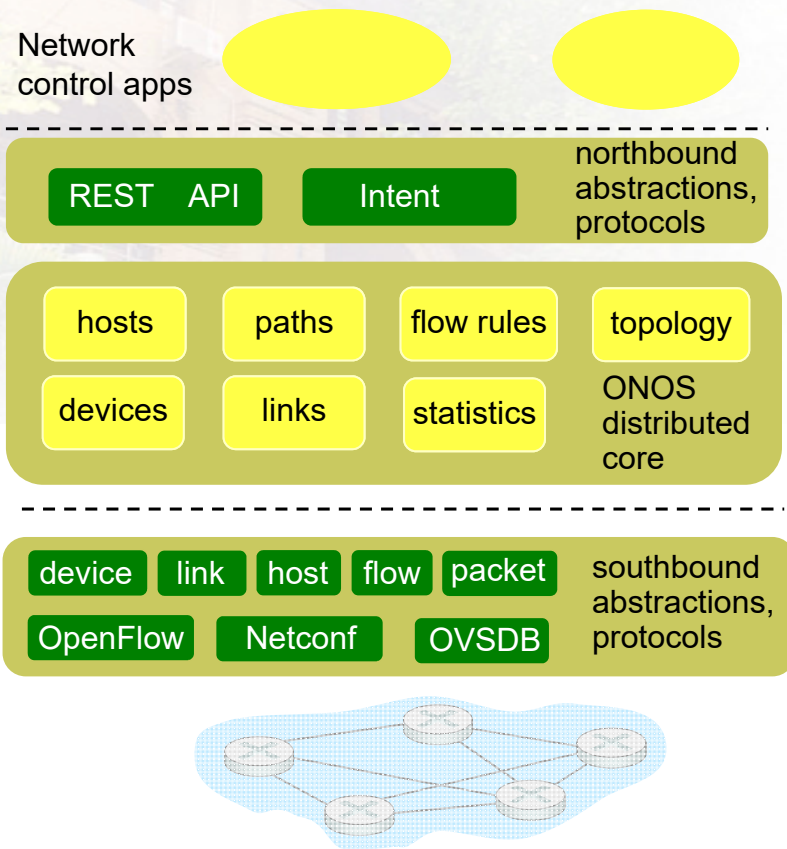 Network
control apps
REST API
Intent
northbound
abstractions,
protocols
hosts
paths
flow rules
topology
devices
links
statistics
ONOS
distributed
core
device
link
host
flow
packet
OpenFlow
Netconf
OVSDB
southbound
abstractions,
protocols